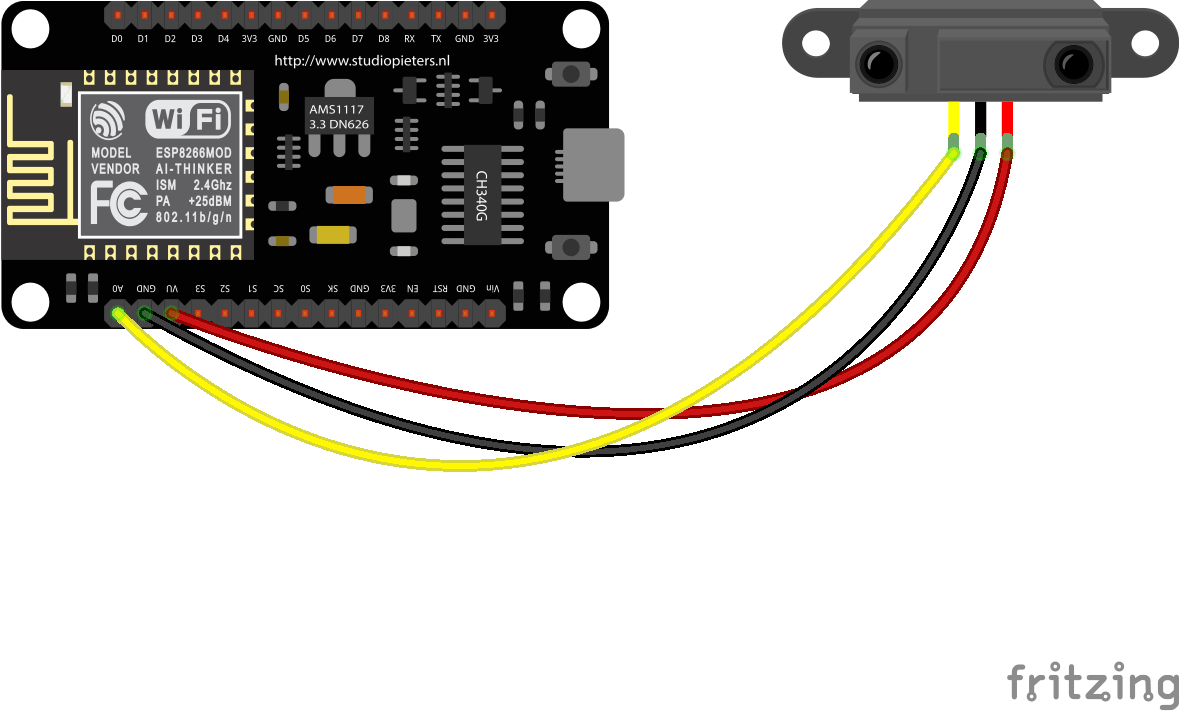 D0 D1 D2 D3 D4 3V3 GND D5 D6 D7 D8 RX TX GND 3V3
http://www.studiopieters.nl
AMS1117
3.3 DN626
Wi Fi
MODEL ESP8266MOD
VENDOR AI-THINKER
ISM 2.4Ghz
PA +25dBM
802.11b/g/n
FC
CH340G
A0 GND VU S3 S2 S1 SC S0 SK GND 3V3 EN RST GND Vin
fritzing